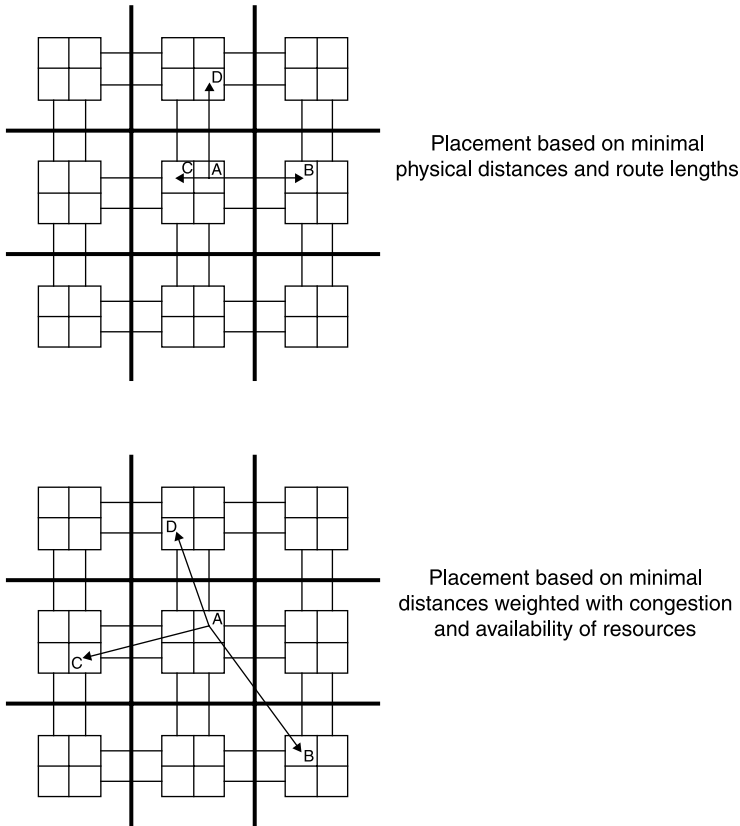 D
C
A
B
Placement based on minimal
physical distances and route lengths
D
A
C
B
Placement based on minimal
distances weighted with congestion
and availability of resources